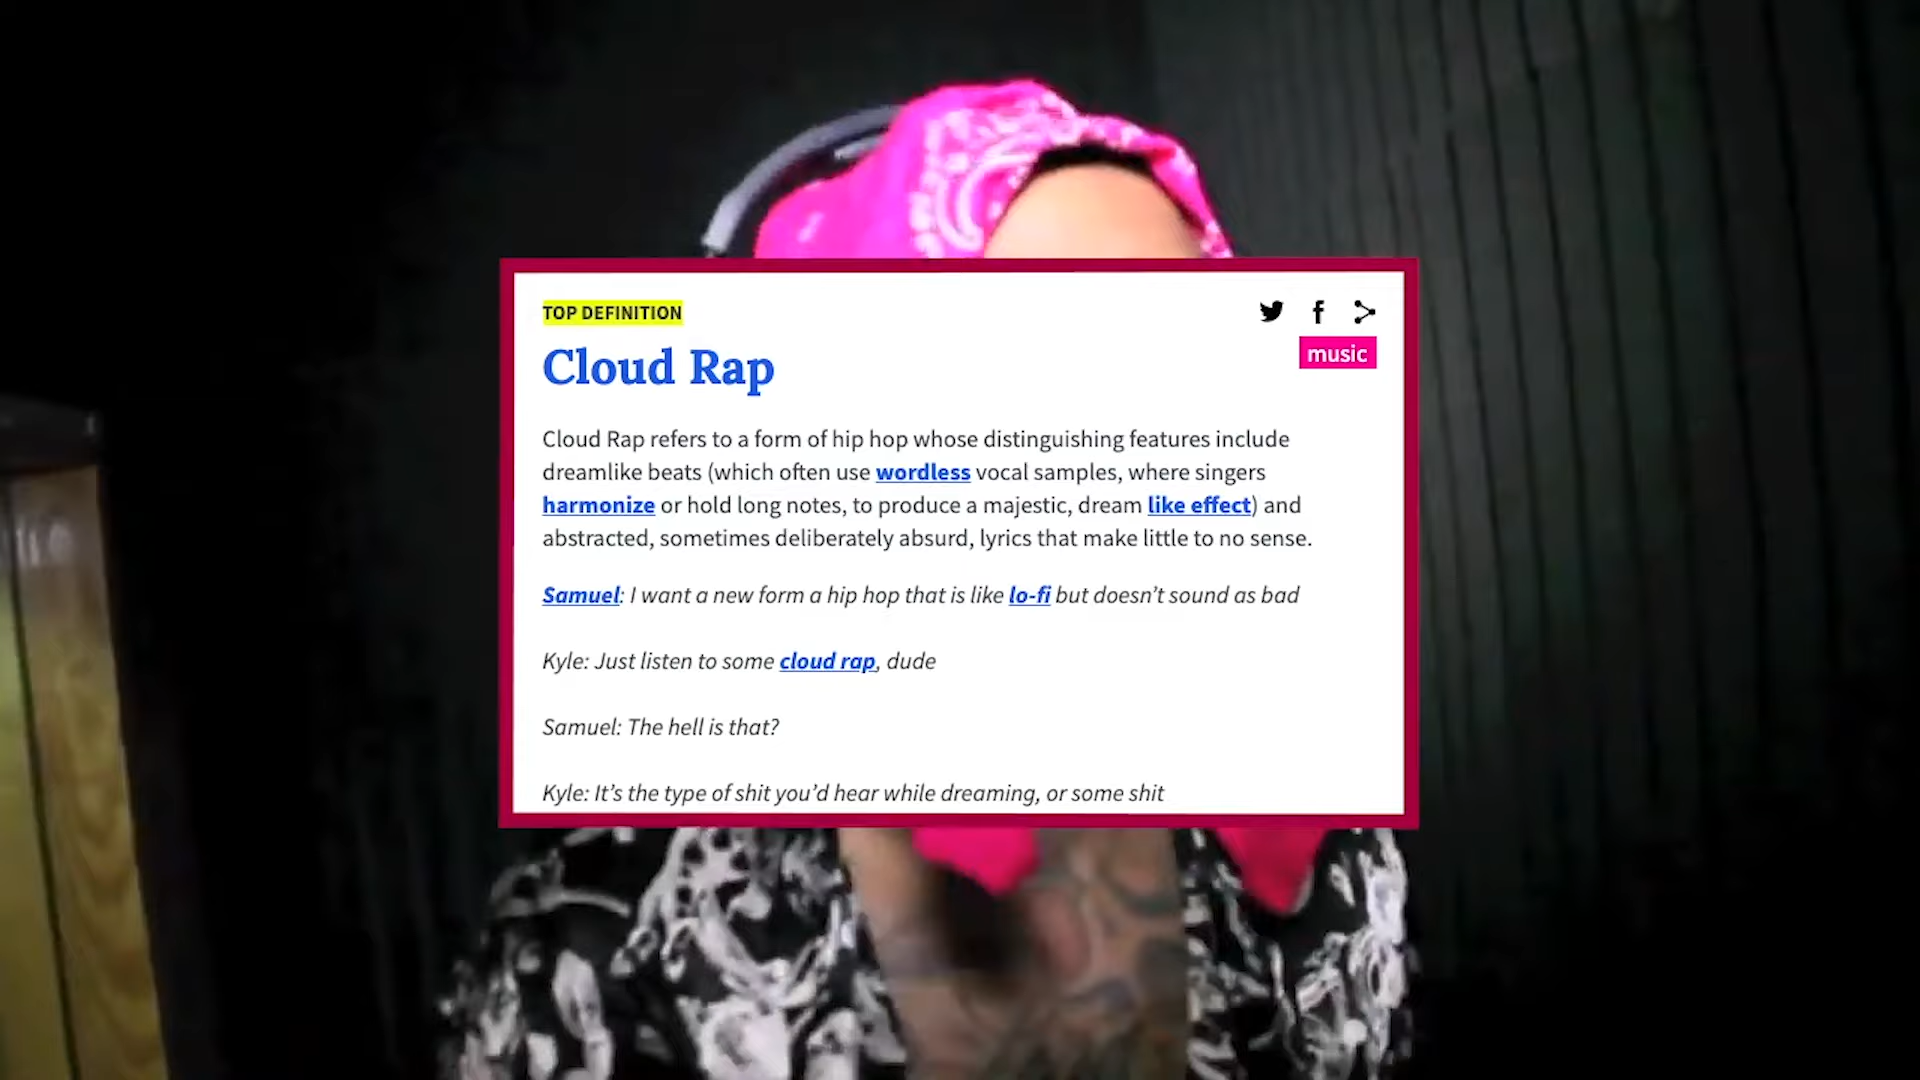 TOP DEFINITION
music
Cloud Rap
Cloud Rap refers to a form of hip hop whose distinguishing features include
dreamlike beats (which often use wordless vocal samples, where singers
harmonize or hold long notes, to produce a majestic, dream like effect) and
abstracted, sometimes deliberately absurd, lyrics that make little to no sense.
Samuel: I want a new form a hip hop that is like lo-fi but doesn’t sound as bad
Kyle: Just listen to some cloud rap, dude
Samuel: The hell is that?
Kyle: It’s the type of shit you’d hear while dreaming, or some shit